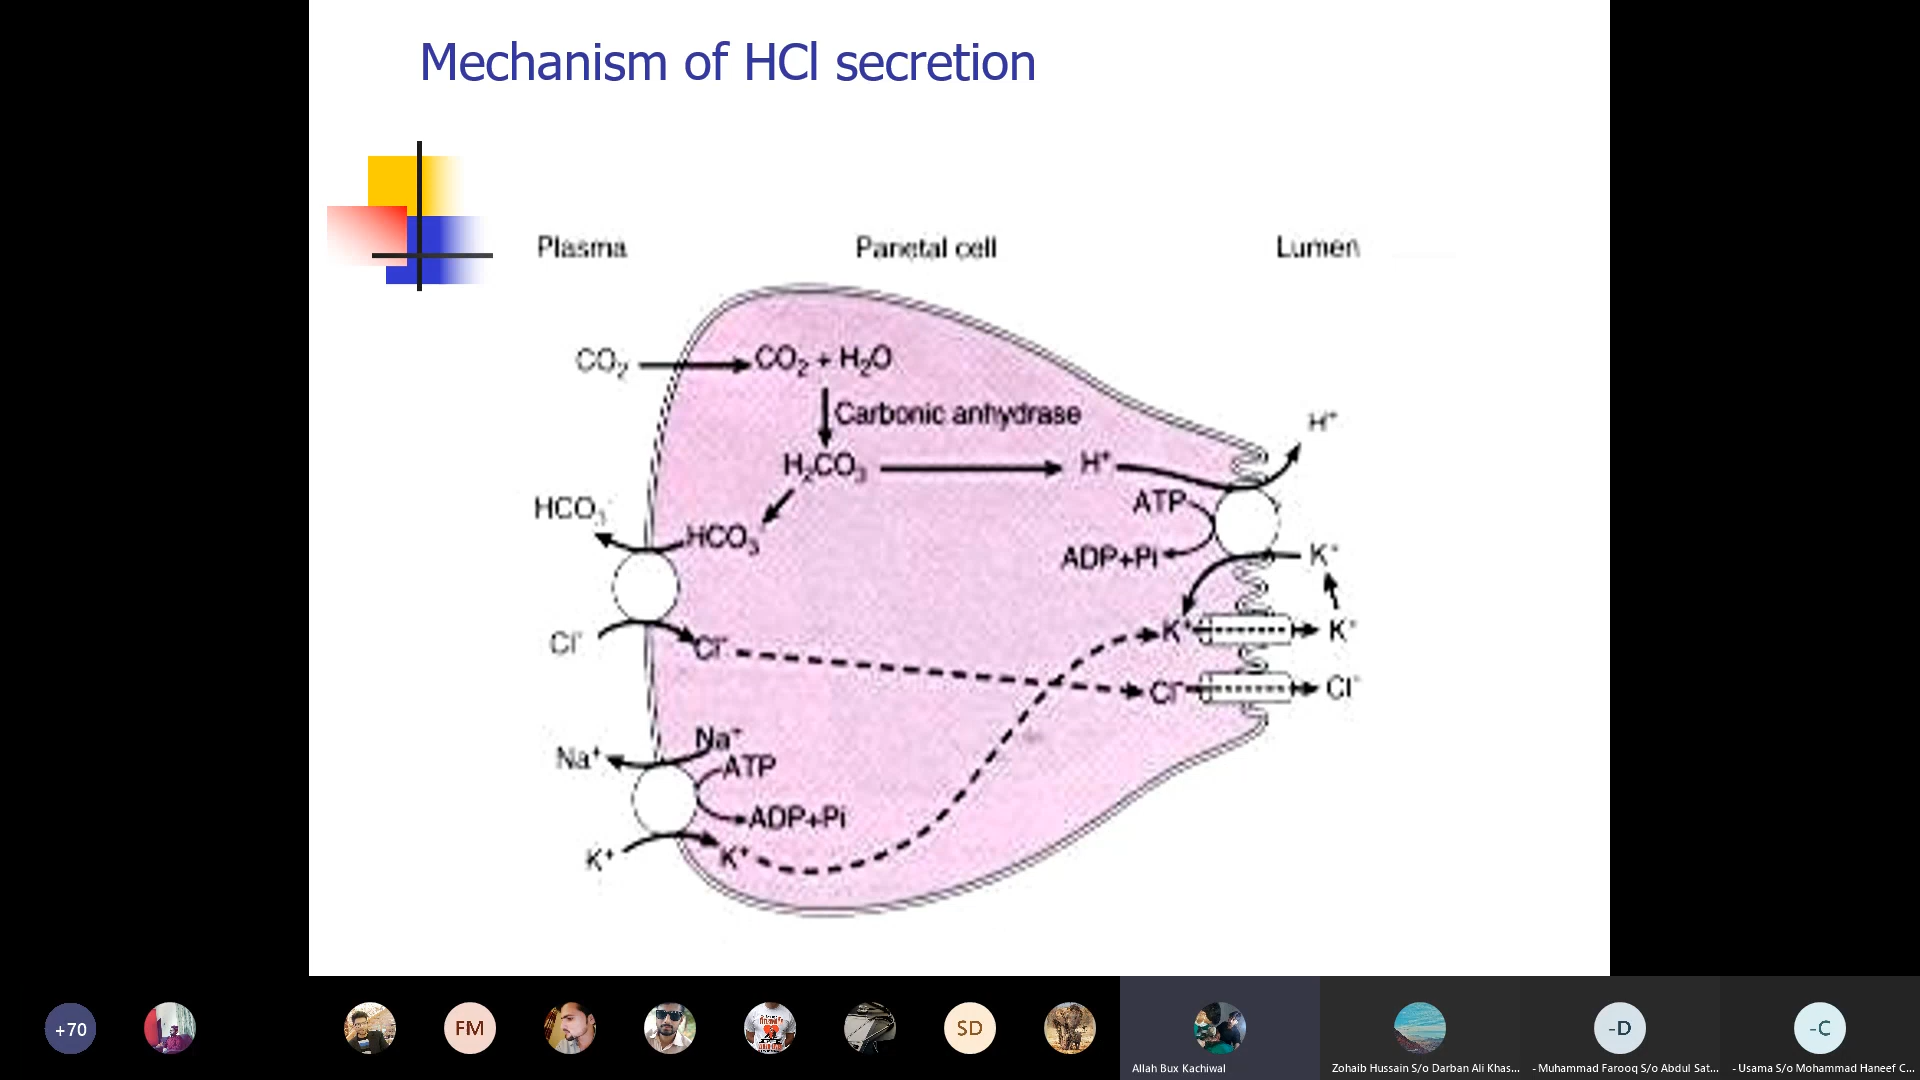 Mechanism of HCl secretion
Plasma Parietal cell Lumen
CO₂ CO₂ + H₂O
Carbonic anhydrase
H⁺
H₂CO₃ H⁺
ATP
HCO₃⁻
HCO₃⁻
ADP+Pi K⁺
Cl⁻ Cl⁻
K⁺ K⁺
Cl⁻ Cl⁻
Na⁺
Na⁺ ATP
ADP+Pi
K⁺ K⁺
+70 FM SD -D -C
Allah Bux Kachiwal
Zohaib Hussain S/o Darban Ali Khas...
- Muhammad Farooq S/o Abdul Sat...
- Usama S/o Mohammad Haneef C...